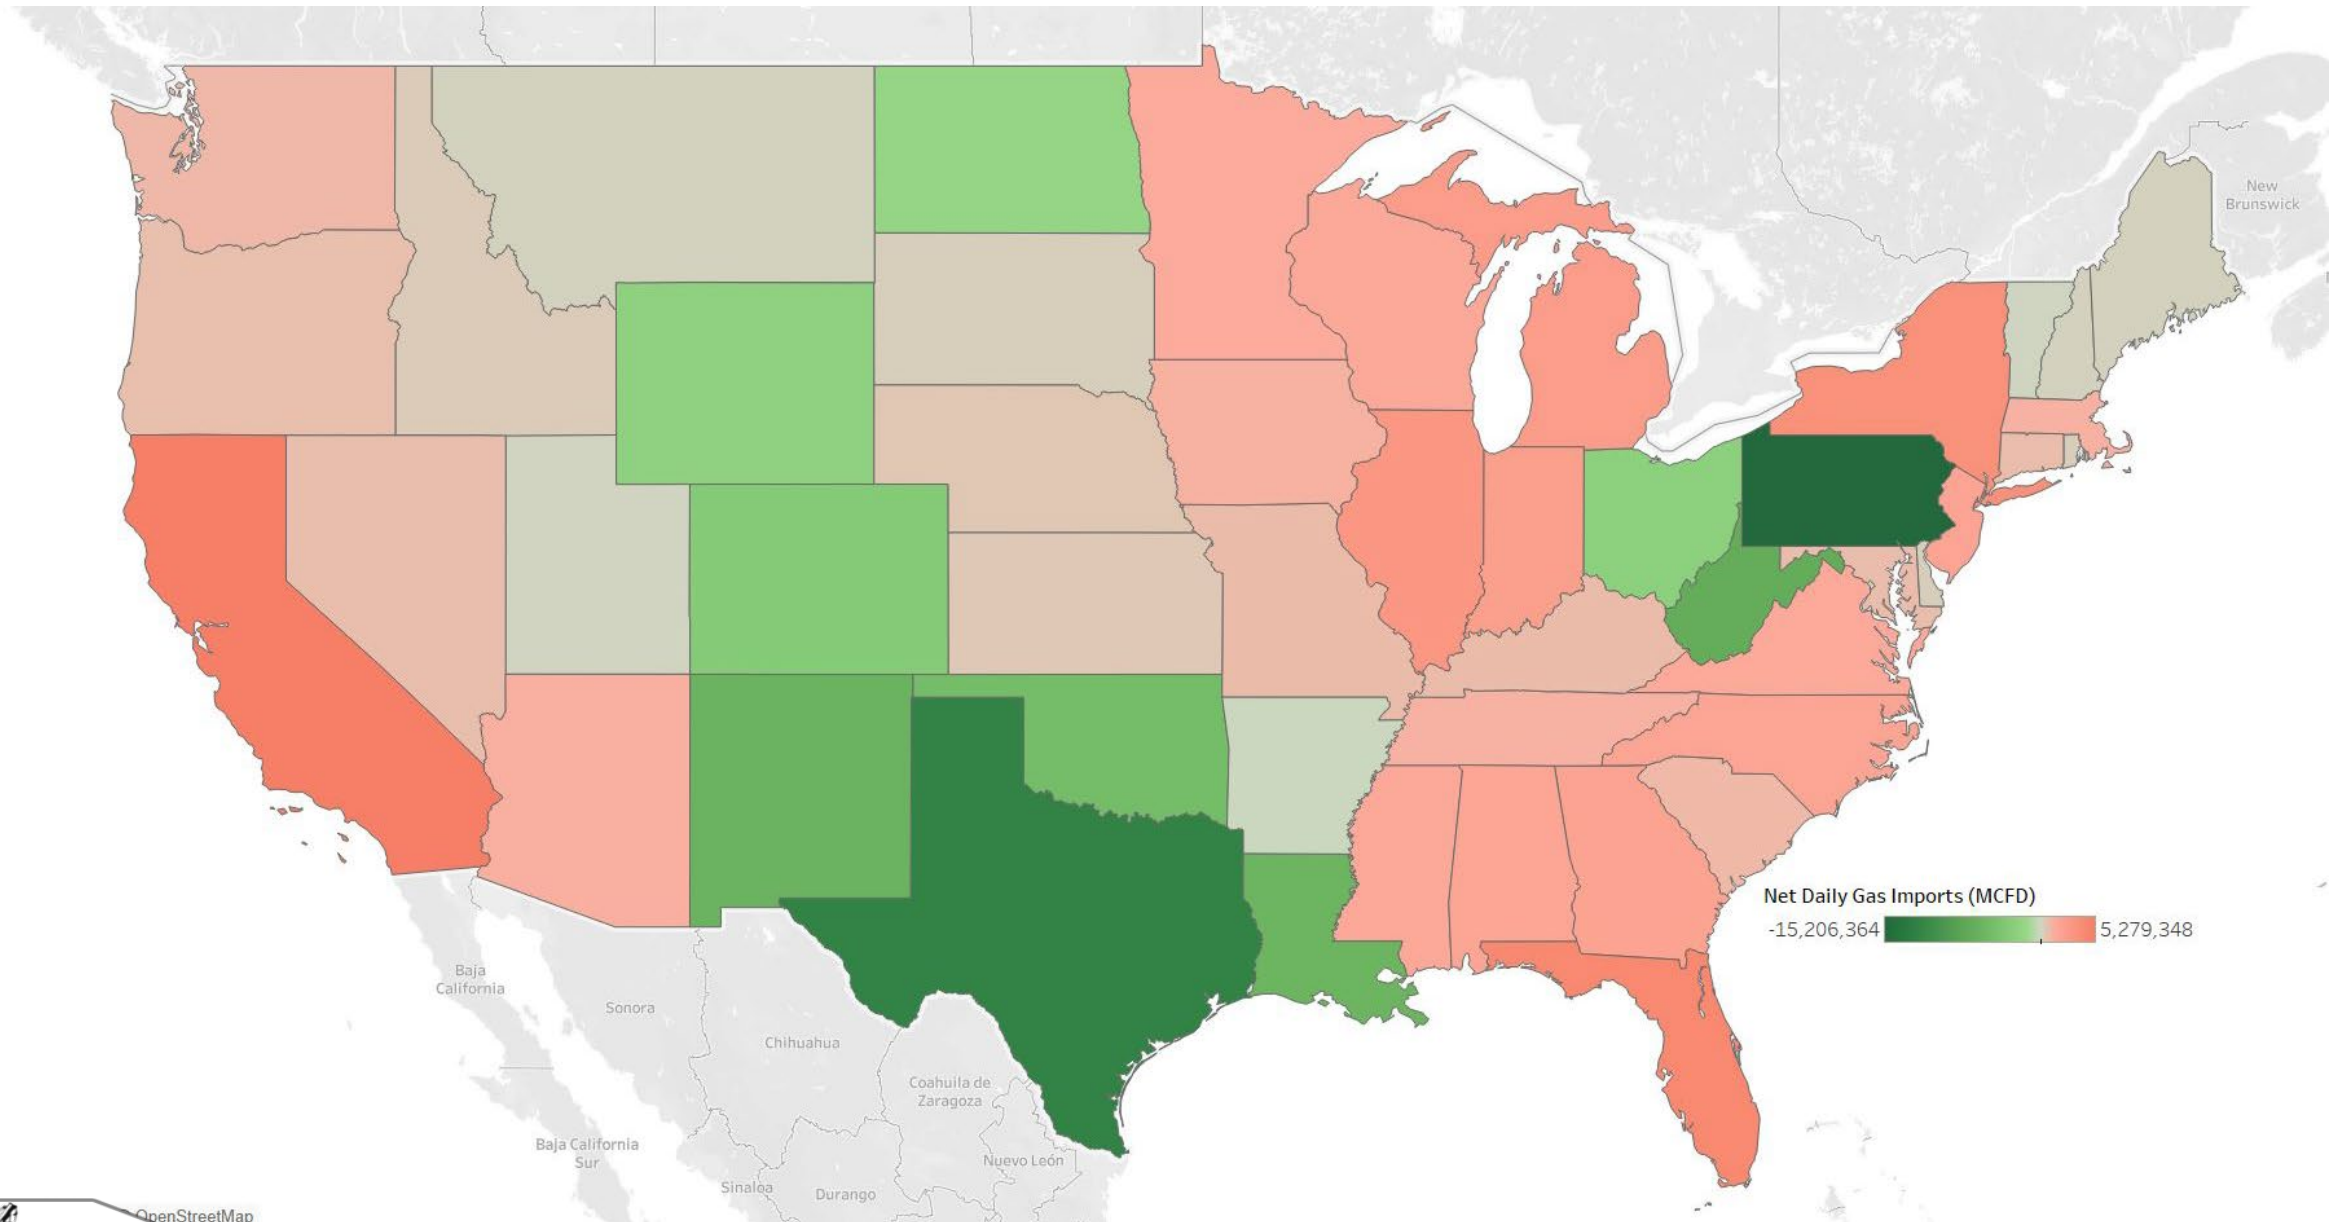 New
Brunswick
Net Daily Gas Imports (MCFD)
-15,206,364
5,279,348
Baja
California
Sonora
Chihuahua
Coahuila de
Zaragoza
Baja California
Sur
Nuevo León
Sinaloa
Durango
OpenStreetMap